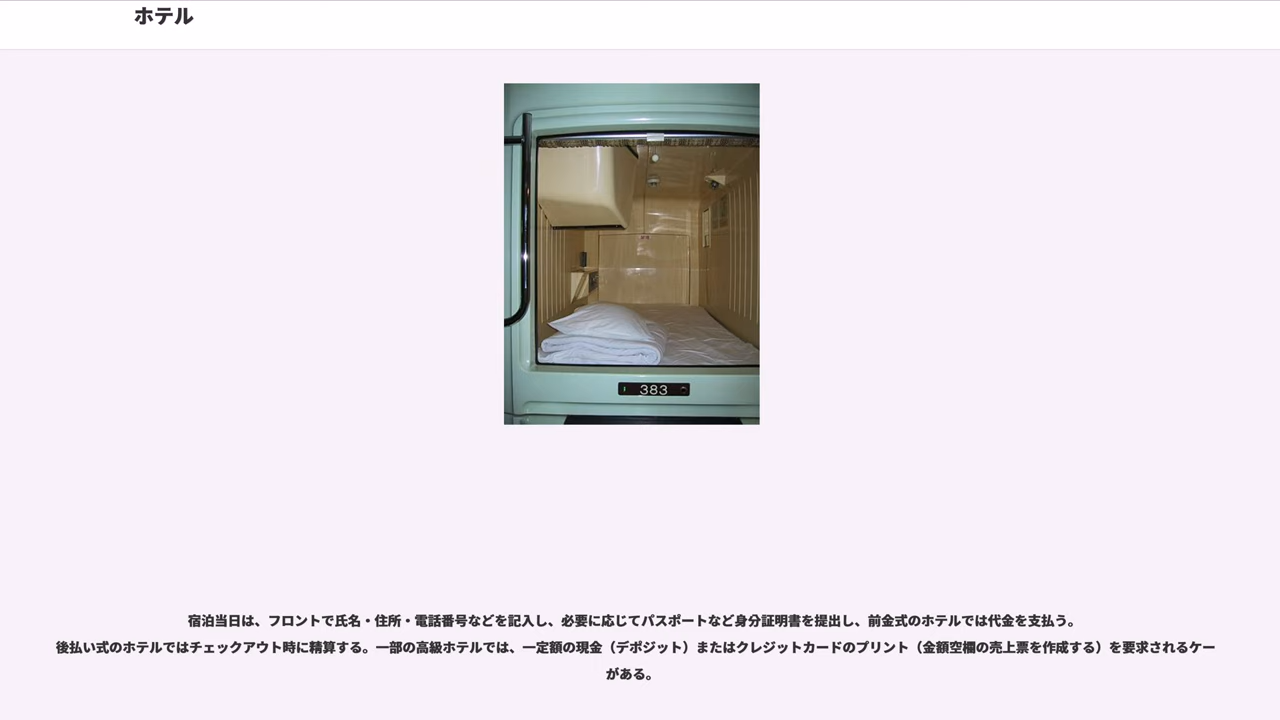 ホテル
383
宿泊当日は、フロントで氏名・住所・電話番号などを記入し、必要に応じてパスポートなど身分証明書を提出し、前金式のホテルでは代金を支払う。
後払い式のホテルではチェックアウト時に精算する。一部の高級ホテルでは、一定額の現金（デポジット）またはクレジットカードのプリント（金額空欄の売上票を作成する）を要求されるケー
がある。